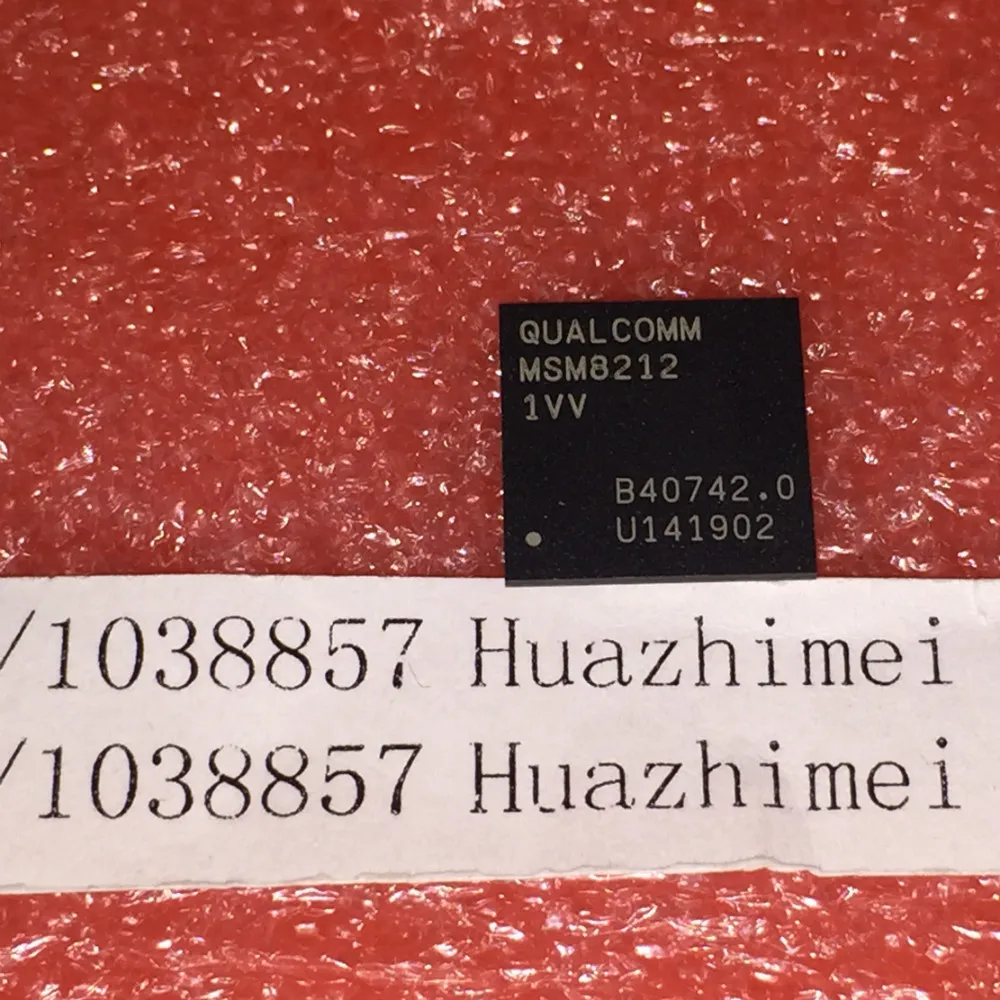 QUALCOMM
MSM8212
1VV
B40742.0
U141902
/1038857 Huazhimei
/1038857 Huazhimei